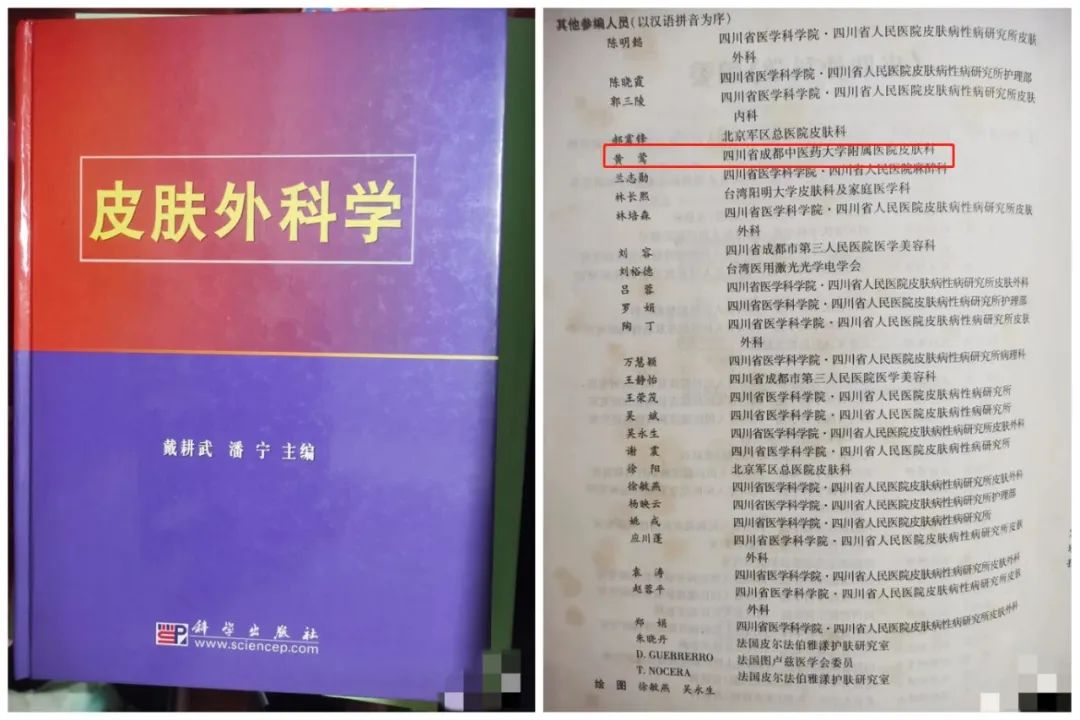 皮肤外科学
戴耕武 潘宁 主编
科学出版社
www.sciencep.com
其他参编人员(以汉语拼音为序)
陈明懿 四川省医学科学院·四川省人民医院皮肤病性病研究所皮肤
外科
陈晓霞 四川省医学科学院·四川省人民医院皮肤病性病研究所护理部
郭三陵 四川省医学科学院·四川省人民医院皮肤病性病研究所皮肤
内科
郝震锋 北京军区总医院皮肤科
黄莺 四川省成都中医药大学附属医院皮肤科
兰志勋 四川省医学科学院·四川省人民医院麻醉科
林长熙 台湾阳明大学皮肤科及家庭医学科
林培森 四川省医学科学院·四川省人民医院皮肤病性病研究所皮肤
外科
刘容 四川省成都市第三人民医院医学美容科
刘裕德 台湾医用激光光学电学会
吕蓉 四川省医学科学院·四川省人民医院皮肤病性病研究所皮肤外科
罗娟 四川省医学科学院·四川省人民医院皮肤病性病研究所护理部
陶丁 四川省医学科学院·四川省人民医院皮肤病性病研究所皮肤
外科
万慧颖 四川省医学科学院·四川省人民医院皮肤病性病研究所病理科
王静怡 四川省成都市第三人民医院医学美容科
王荣茂 四川省医学科学院·四川省人民医院皮肤病性病研究所
吴斌 四川省医学科学院·四川省人民医院皮肤病性病研究所
吴永生 四川省医学科学院·四川省人民医院皮肤病性病研究所皮肤外科
谢震 四川省医学科学院·四川省人民医院皮肤病性病研究所
徐阳 北京军区总医院皮肤科
徐敏燕 四川省医学科学院·四川省人民医院皮肤病性病研究所皮肤外科
杨映云 四川省医学科学院·四川省人民医院皮肤病性病研究所护理部
姚戍 四川省医学科学院·四川省人民医院皮肤病性病研究所
应川蓬 四川省医学科学院·四川省人民医院皮肤病性病研究所皮肤
外科
袁涛 四川省医学科学院·四川省人民医院皮肤病性病研究所皮肤外科
赵蓉平 四川省医学科学院·四川省人民医院皮肤病性病研究所皮肤
外科
郑娟 四川省医学科学院·四川省人民医院皮肤病性病研究所皮肤外科
朱晓丹 法国皮尔法伯雅漾护肤研究室
D. GUERRERRO 法国图卢兹医学会委员
T. NOCERA 法国皮尔法伯雅漾护肤研究室
绘图 徐敏燕 吴永生